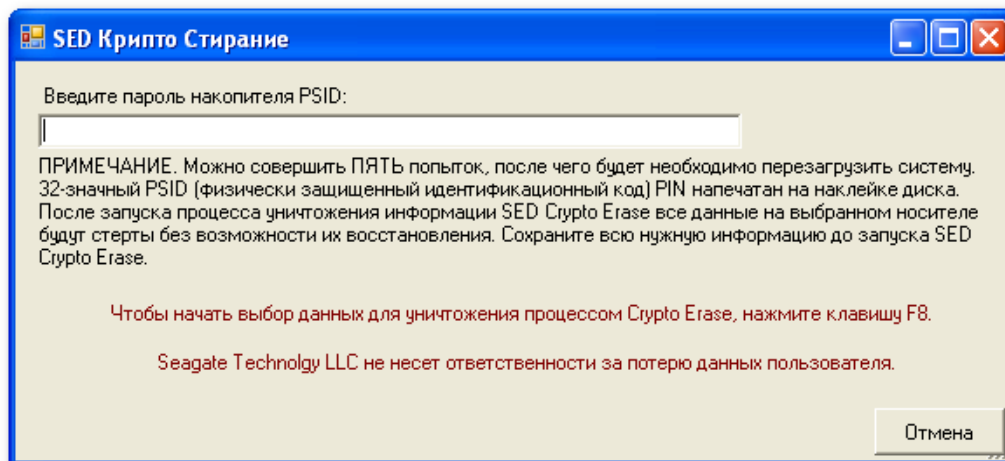 SED Крипто Стирание
Введите пароль накопителя PSID:
ПРИМЕЧАНИЕ. Можно совершить ПЯТЬ попыток, после чего будет необходимо перезагрузить систему.
32-значный PSID (физически защищенный идентификационный код) PIN напечатан на наклейке диска.
После запуска процесса уничтожения информации SED Crypto Erase все данные на выбранном носителе
будут стерты без возможности их восстановления. Сохраните всю нужную информацию до запуска SED
Crypto Erase.
Чтобы начать выбор данных для уничтожения процессом Crypto Erase, нажмите клавишу F8.
Seagate Technolgy LLC не несет ответственности за потерю данных пользователя.
Отмена